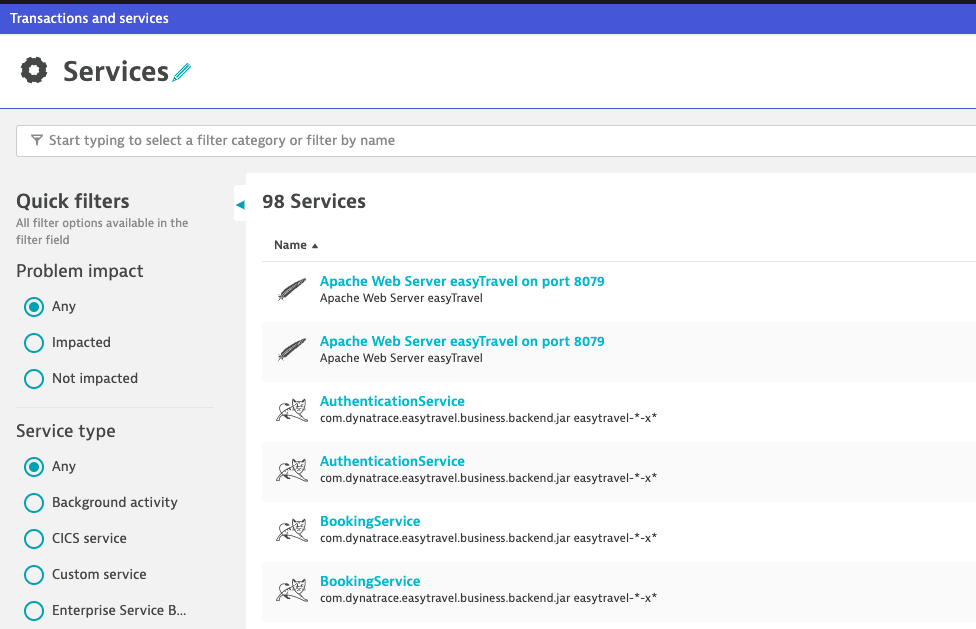 Transactions and services
Services
Start typing to select a filter category or filter by name
Quick filters
All filter options available in the
filter field
Problem impact
Any
Impacted
Not impacted
Service type
Any
Background activity
CICS service
Custom service
Enterprise Service B...
98 Services
Name
Apache Web Server easyTravel on port 8079
Apache Web Server easyTravel
Apache Web Server easyTravel on port 8079
Apache Web Server easyTravel
AuthenticationService
com.dynatrace.easytravel.business.backend.jar easytravel-*-x*
AuthenticationService
com.dynatrace.easytravel.business.backend.jar easytravel-*-x*
BookingService
com.dynatrace.easytravel.business.backend.jar easytravel-*-x*
BookingService
com.dynatrace.easytravel.business.backend.jar easytravel-*-x*